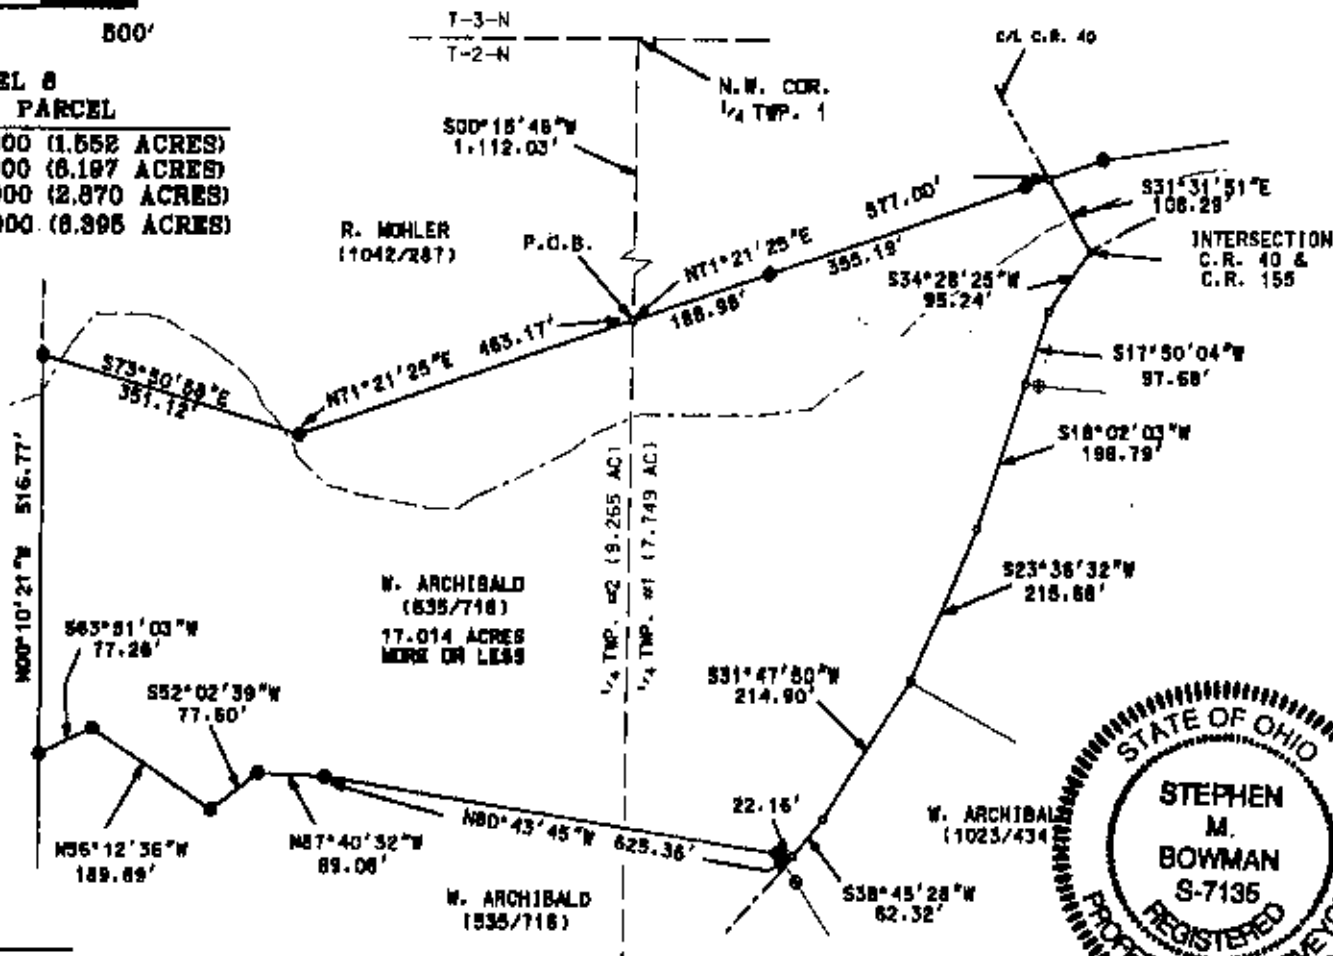 500'
EL 6
PARCEL
00 (1.552 ACRES)
00 (6.197 ACRES)
000 (2.870 ACRES)
000 (6.395 ACRES)
T-3-N
T-2-N
N.W. COR.
1/4 TWP. 1
C/L C.R. 40
S00°15'46"W
1,112.03'
R. MOHLER
(1042/287)
P.O.B.
N71°21'25"E
188.98'
355.19'
577.00'
S31°31'51"E
106.29'
INTERSECTION
C.R. 40 &
C.R. 155
S34°28'25"W
95.24'
S17°50'04"W
97.68'
S73°50'58"E
351.12'
N71°21'25"E 463.17'
S18°02'03"W
198.79'
N00°10'21"W 516.77'
1/4 TWP. #2 (9.265 AC)
1/4 TWP. #1 (7.749 AC)
W. ARCHIBALD
(535/716)
17.014 ACRES
MORE OR LESS
S23°36'32"W
215.66'
S63°51'03"W
77.26'
S52°02'39"W
77.60'
S31°47'50"W
214.90'
22.16'
W. ARCHIBALD
(1023/434
N56°12'36"W
189.69'
N87°40'32"W
89.06'
N80°43'45"W 625.36'
S38°45'28"W
62.32'
W. ARCHIBALD
(535/716)
STATE OF OHIO
STEPHEN
M.
BOWMAN
S-7135
REGISTERED